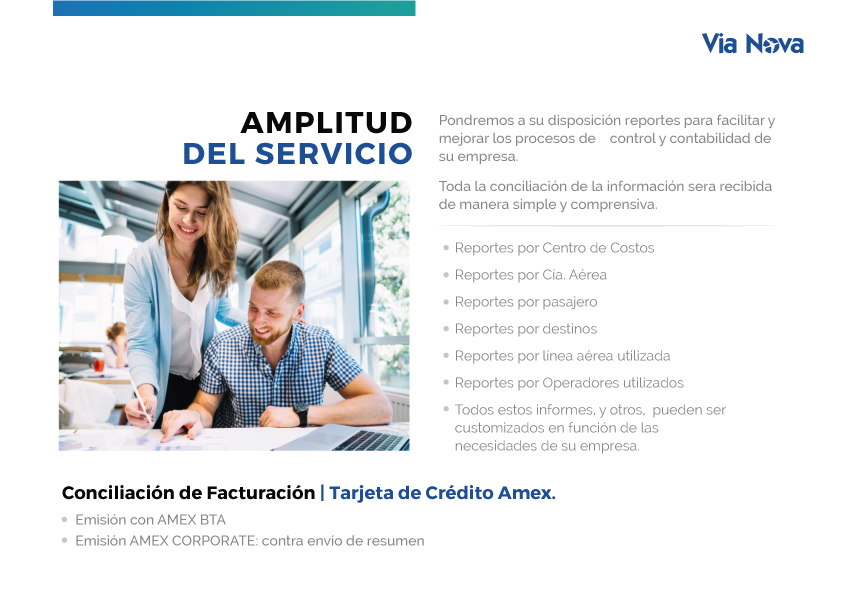 Via Nova
AMPLITUD
DEL SERVICIO
Pondremos a su disposición reportes para facilitar y
mejorar los procesos de control y contabilidad de
su empresa.
Toda la conciliación de la información sera recibida
de manera simple y comprensiva.
Reportes por Centro de Costos
Reportes por Cía. Aérea
Reportes por pasajero
Reportes por destinos
Reportes por línea aérea utilizada
Reportes por Operadores utilizados
Todos estos informes, y otros, pueden ser
customizados en función de las
necesidades de su empresa.
Conciliación de Facturación | Tarjeta de Crédito Amex.
Emisión con AMEX BTA
Emisión AMEX CORPORATE: contra envío de resumen